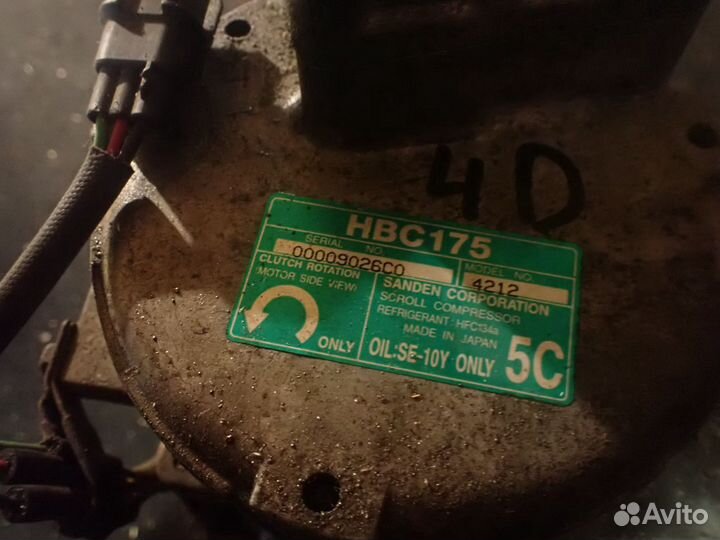 4D
HBC175
SERIAL NO.
00009026C0
MODEL NO.
4212
CLUTCH ROTATION
(MOTOR SIDE VIEW)
ONLY
SANDEN CORPORATION
SCROLL COMPRESSOR
REFRIGERANT: HFC134a
MADE IN JAPAN
OIL:SE-10Y ONLY
5C
Avito